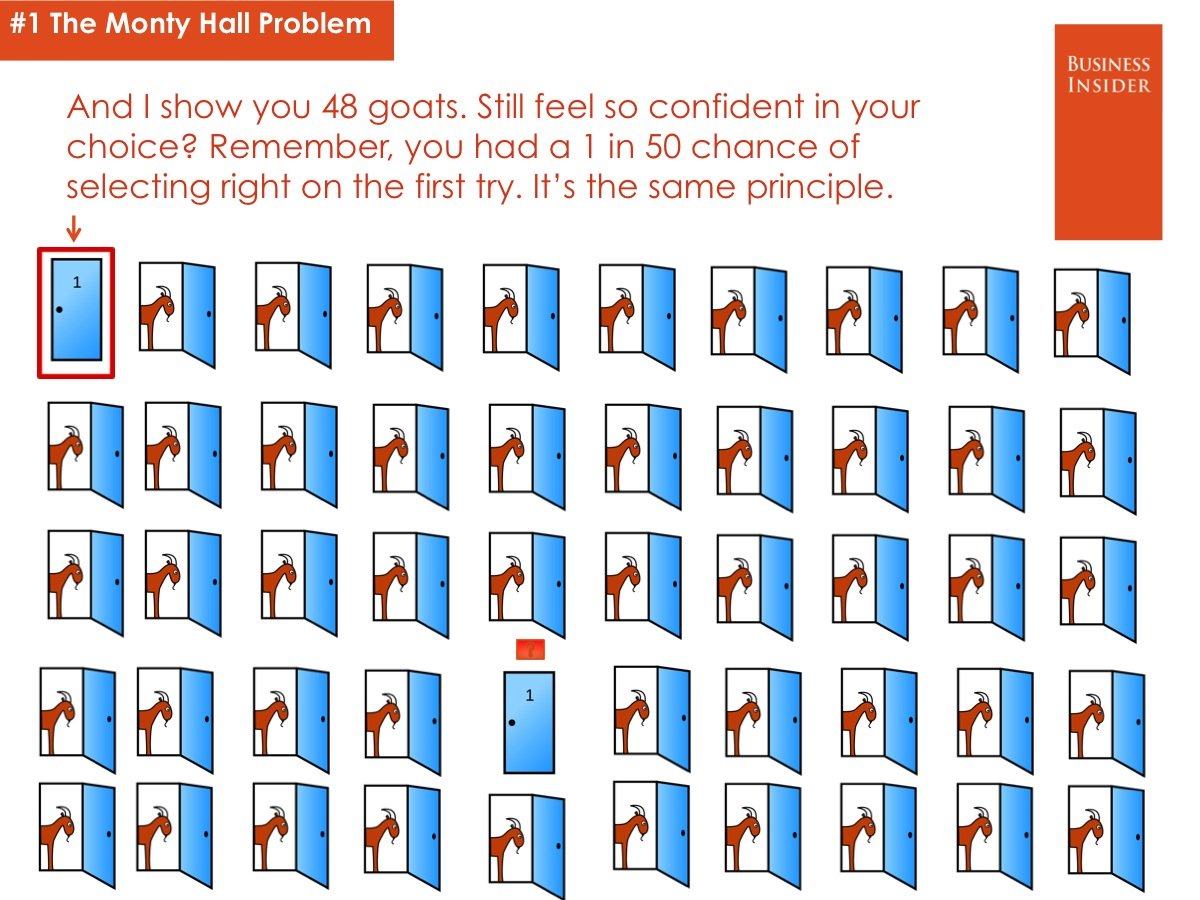 #1 The Monty Hall Problem
BUSINESS
INSIDER
And I show you 48 goats. Still feel so confident in your
choice? Remember, you had a 1 in 50 chance of
selecting right on the first try. It’s the same principle.
1
?
1